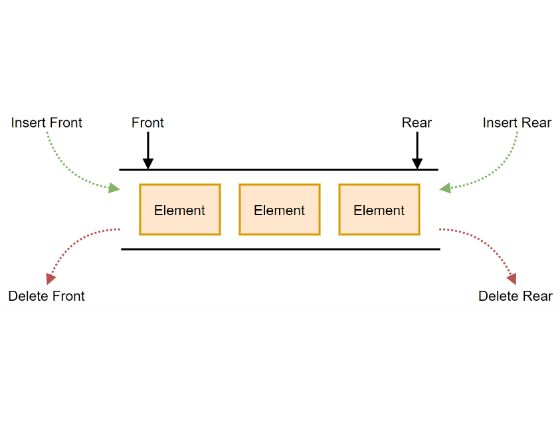 Insert Front
Front
Rear
Insert Rear
Element
Element
Element
Delete Front
Delete Rear